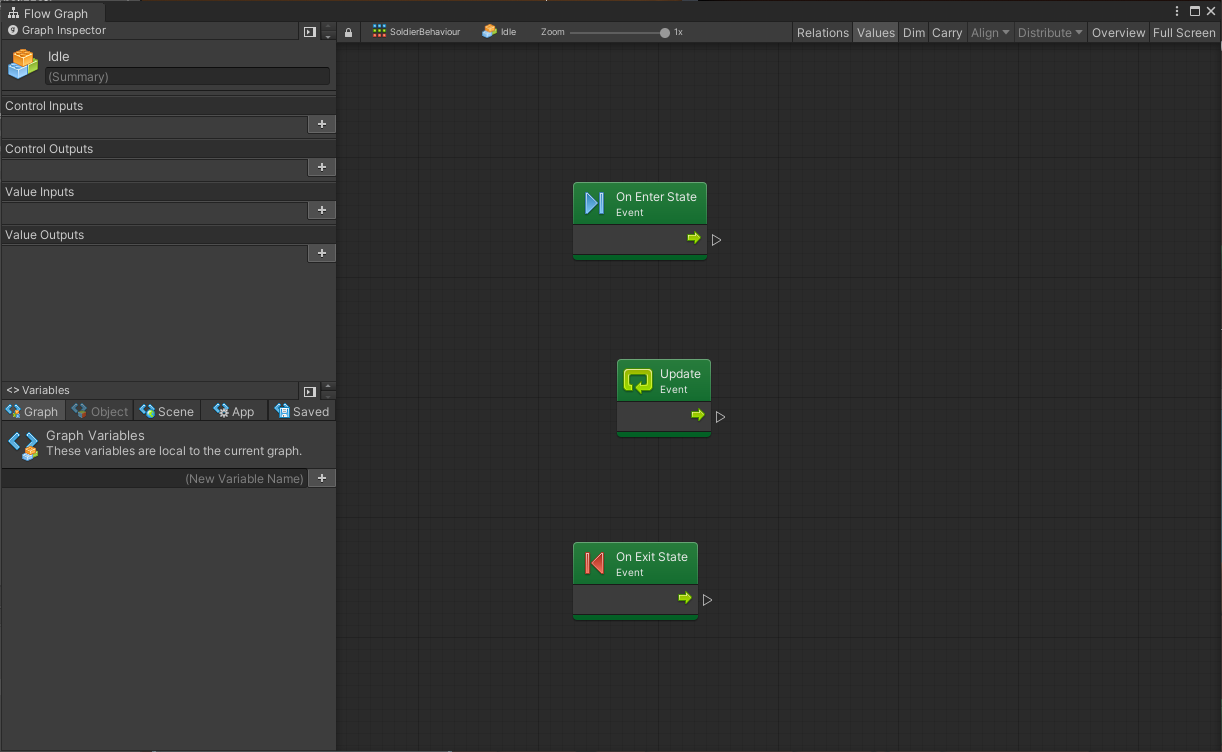 Flow Graph
Graph Inspector
SoldierBehaviour
Idle
Zoom
1x
Relations
Values
Dim
Carry
Align
Distribute
Overview
Full Screen
Idle
(Summary)
Control Inputs
+
Control Outputs
+
Value Inputs
+
Value Outputs
+
<> Variables
Graph
Object
Scene
App
Saved
Graph Variables
These variables are local to the current graph.
(New Variable Name)
+
On Enter State
Event
Update
Event
On Exit State
Event